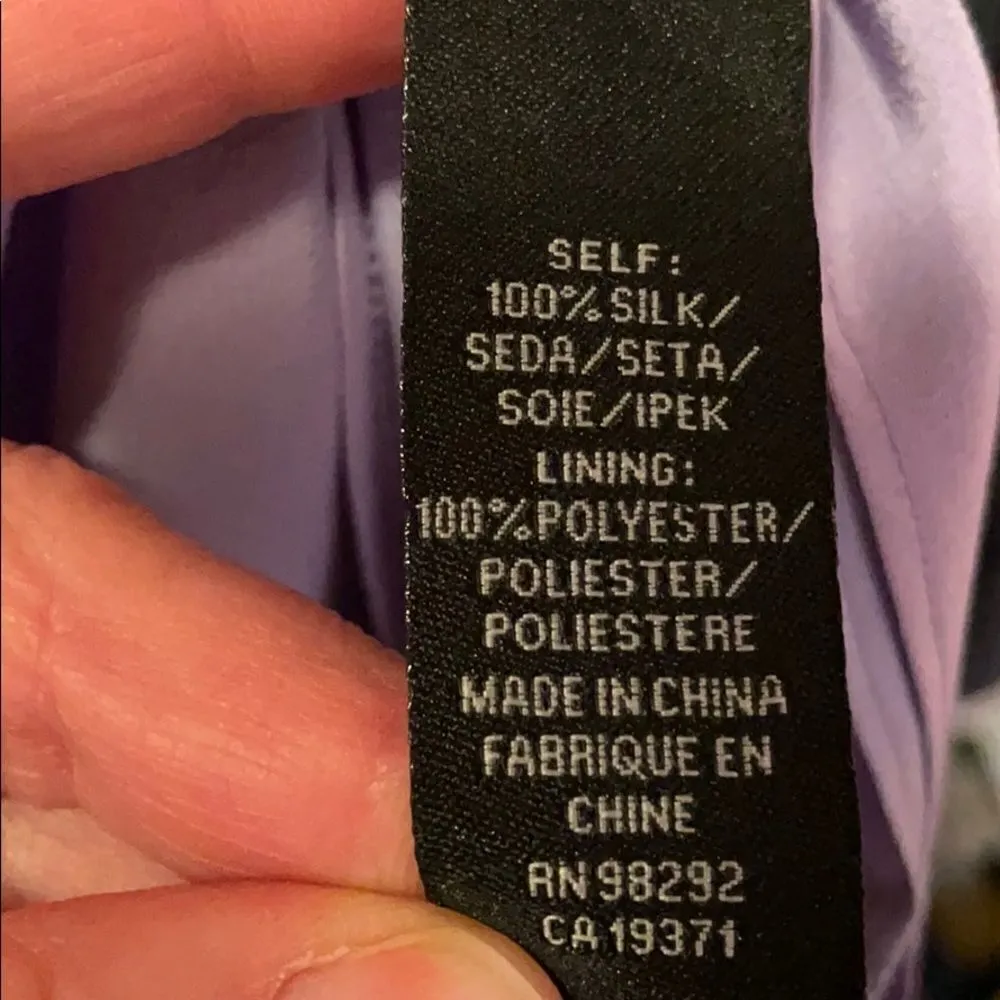 SELF:
100% SILK/
SEDA/SETA/
SOIE/IPEK
LINING:
100%POLYESTER/
POLIESTER/
POLIESTERE
MADE IN CHINA
FABRIQUE EN
CHINE
RN 98292
CA 19371